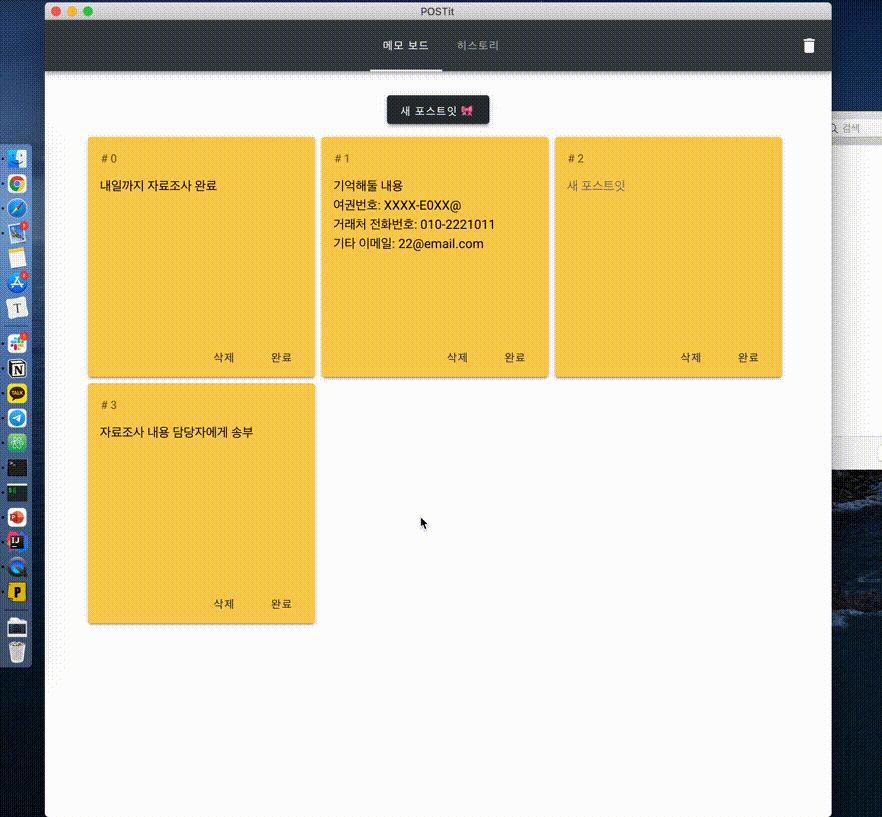 POSTit
메모 보드
히스토리
새 포스트잇 🎀
검색
# 0
내일까지 자료조사 완료
삭제
완료
# 1
기억해둘 내용
여권번호: XXXX-E0XX@
거래처 전화번호: 010-2221011
기타 이메일: 22@email.com
삭제
완료
# 2
새 포스트잇
삭제
완료
# 3
자료조사 내용 담당자에게 송부
삭제
완료